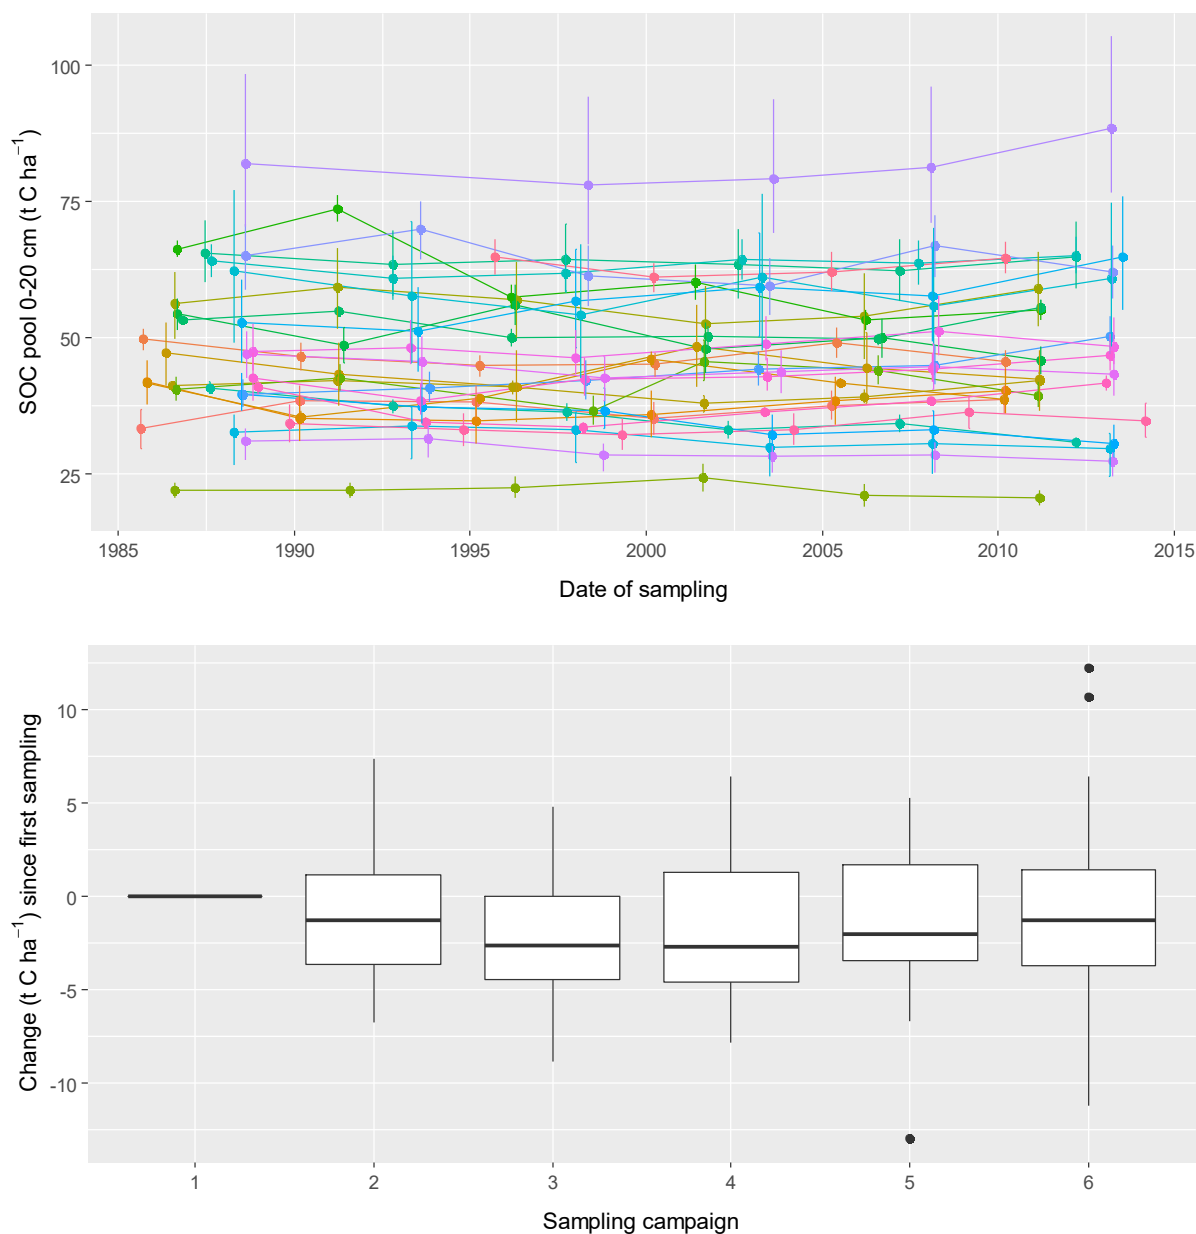 SOC pool 0-20 cm (t C ha⁻¹)
100
75
50
25
1985 1990 1995 2000 2005 2010 2015
Date of sampling
Change (t C ha⁻¹) since first sampling
10
5
0
-5
-10
1 2 3 4 5 6
Sampling campaign